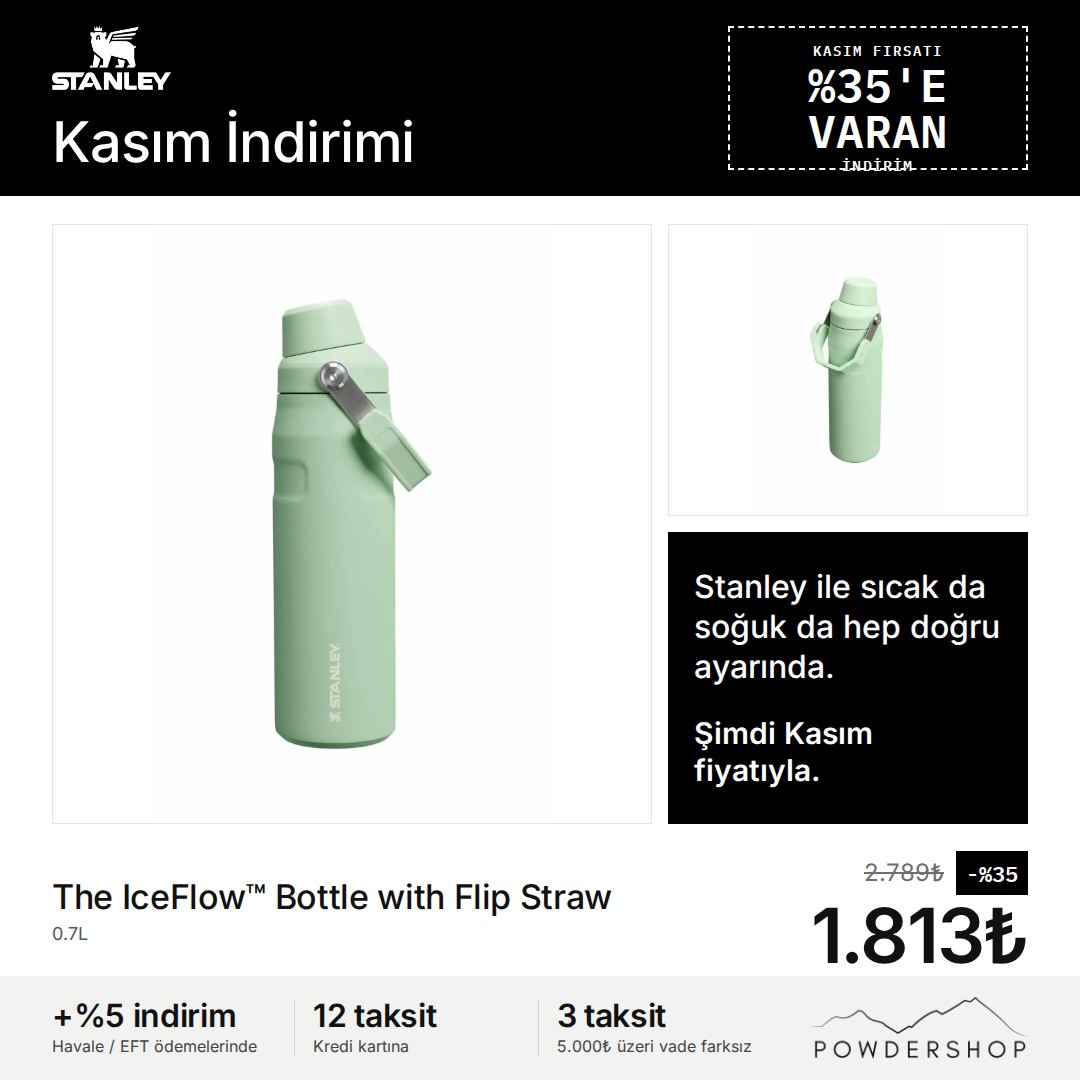 STANLEY
Kasım İndirimi
KASIM FIRSATI
%35'E
VARAN
İNDİRİM
STANLEY
Stanley ile sıcak da
soğuk da hep doğru
ayarında.
Şimdi Kasım
fiyatıyla.
The IceFlow™ Bottle with Flip Straw
0.7L
2.789₺
-%35
1.813₺
+%5 indirim
Havale / EFT ödemelerinde
12 taksit
Kredi kartına
3 taksit
5.000₺ üzeri vade farksız
POWDERSHOP